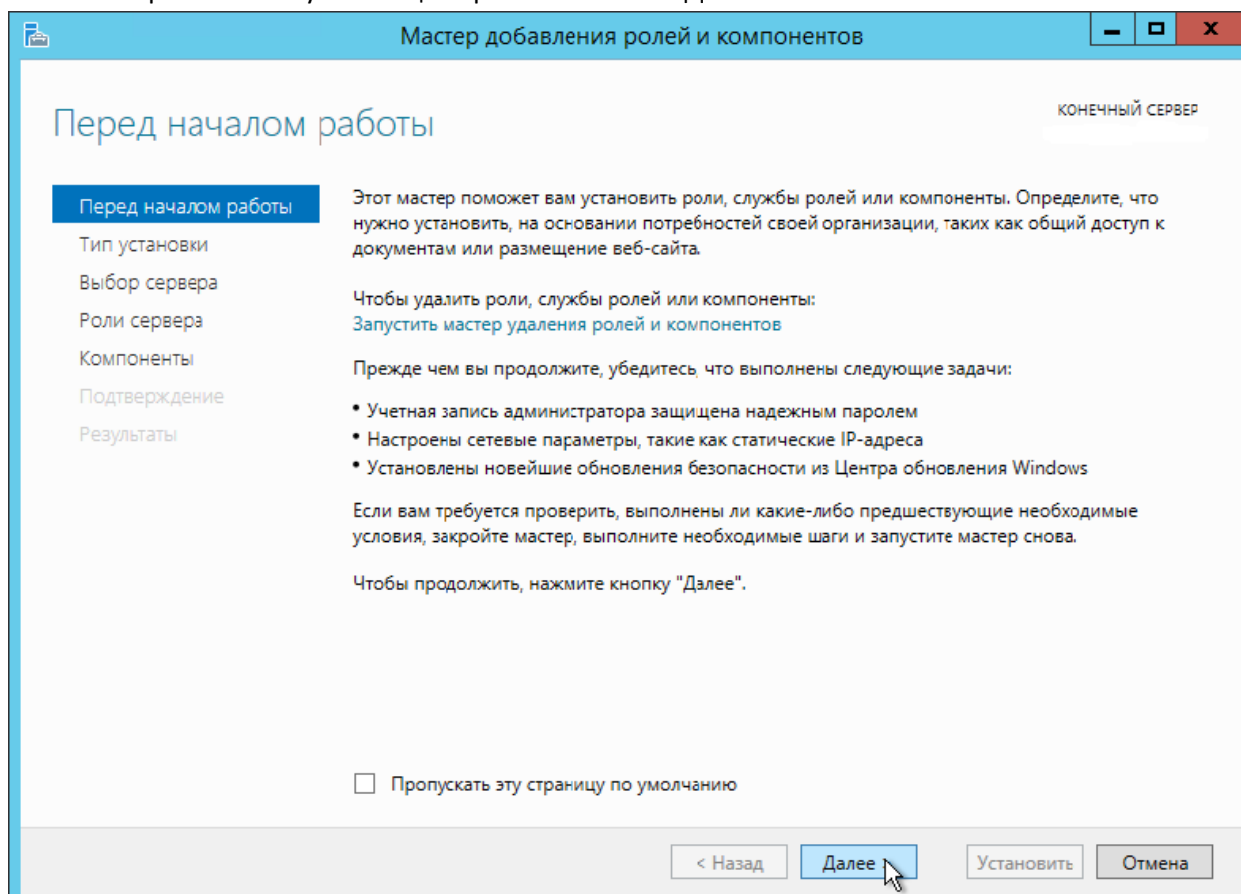 Мастер добавления ролей и компонентов
Перед началом работы
КОНЕЧНЫЙ СЕРВЕР
Перед началом работы
Тип установки
Выбор сервера
Роли сервера
Компоненты
Подтверждение
Результаты
Этот мастер поможет вам установить роли, службы ролей или компоненты. Определите, что
нужно установить, на основании потребностей своей организации, таких как общий доступ к
документам или размещение веб-сайта.
Чтобы удалить роли, службы ролей или компоненты:
Запустить мастер удаления ролей и компонентов
Прежде чем вы продолжите, убедитесь, что выполнены следующие задачи:
• Учетная запись администратора защищена надежным паролем
• Настроены сетевые параметры, такие как статические IP-адреса
• Установлены новейшие обновления безопасности из Центра обновления Windows
Если вам требуется проверить, выполнены ли какие-либо предшествующие необходимые
условия, закройте мастер, выполните необходимые шаги и запустите мастер снова.
Чтобы продолжить, нажмите кнопку "Далее".
Пропускать эту страницу по умолчанию
< Назад
Далее >
Установить
Отмена